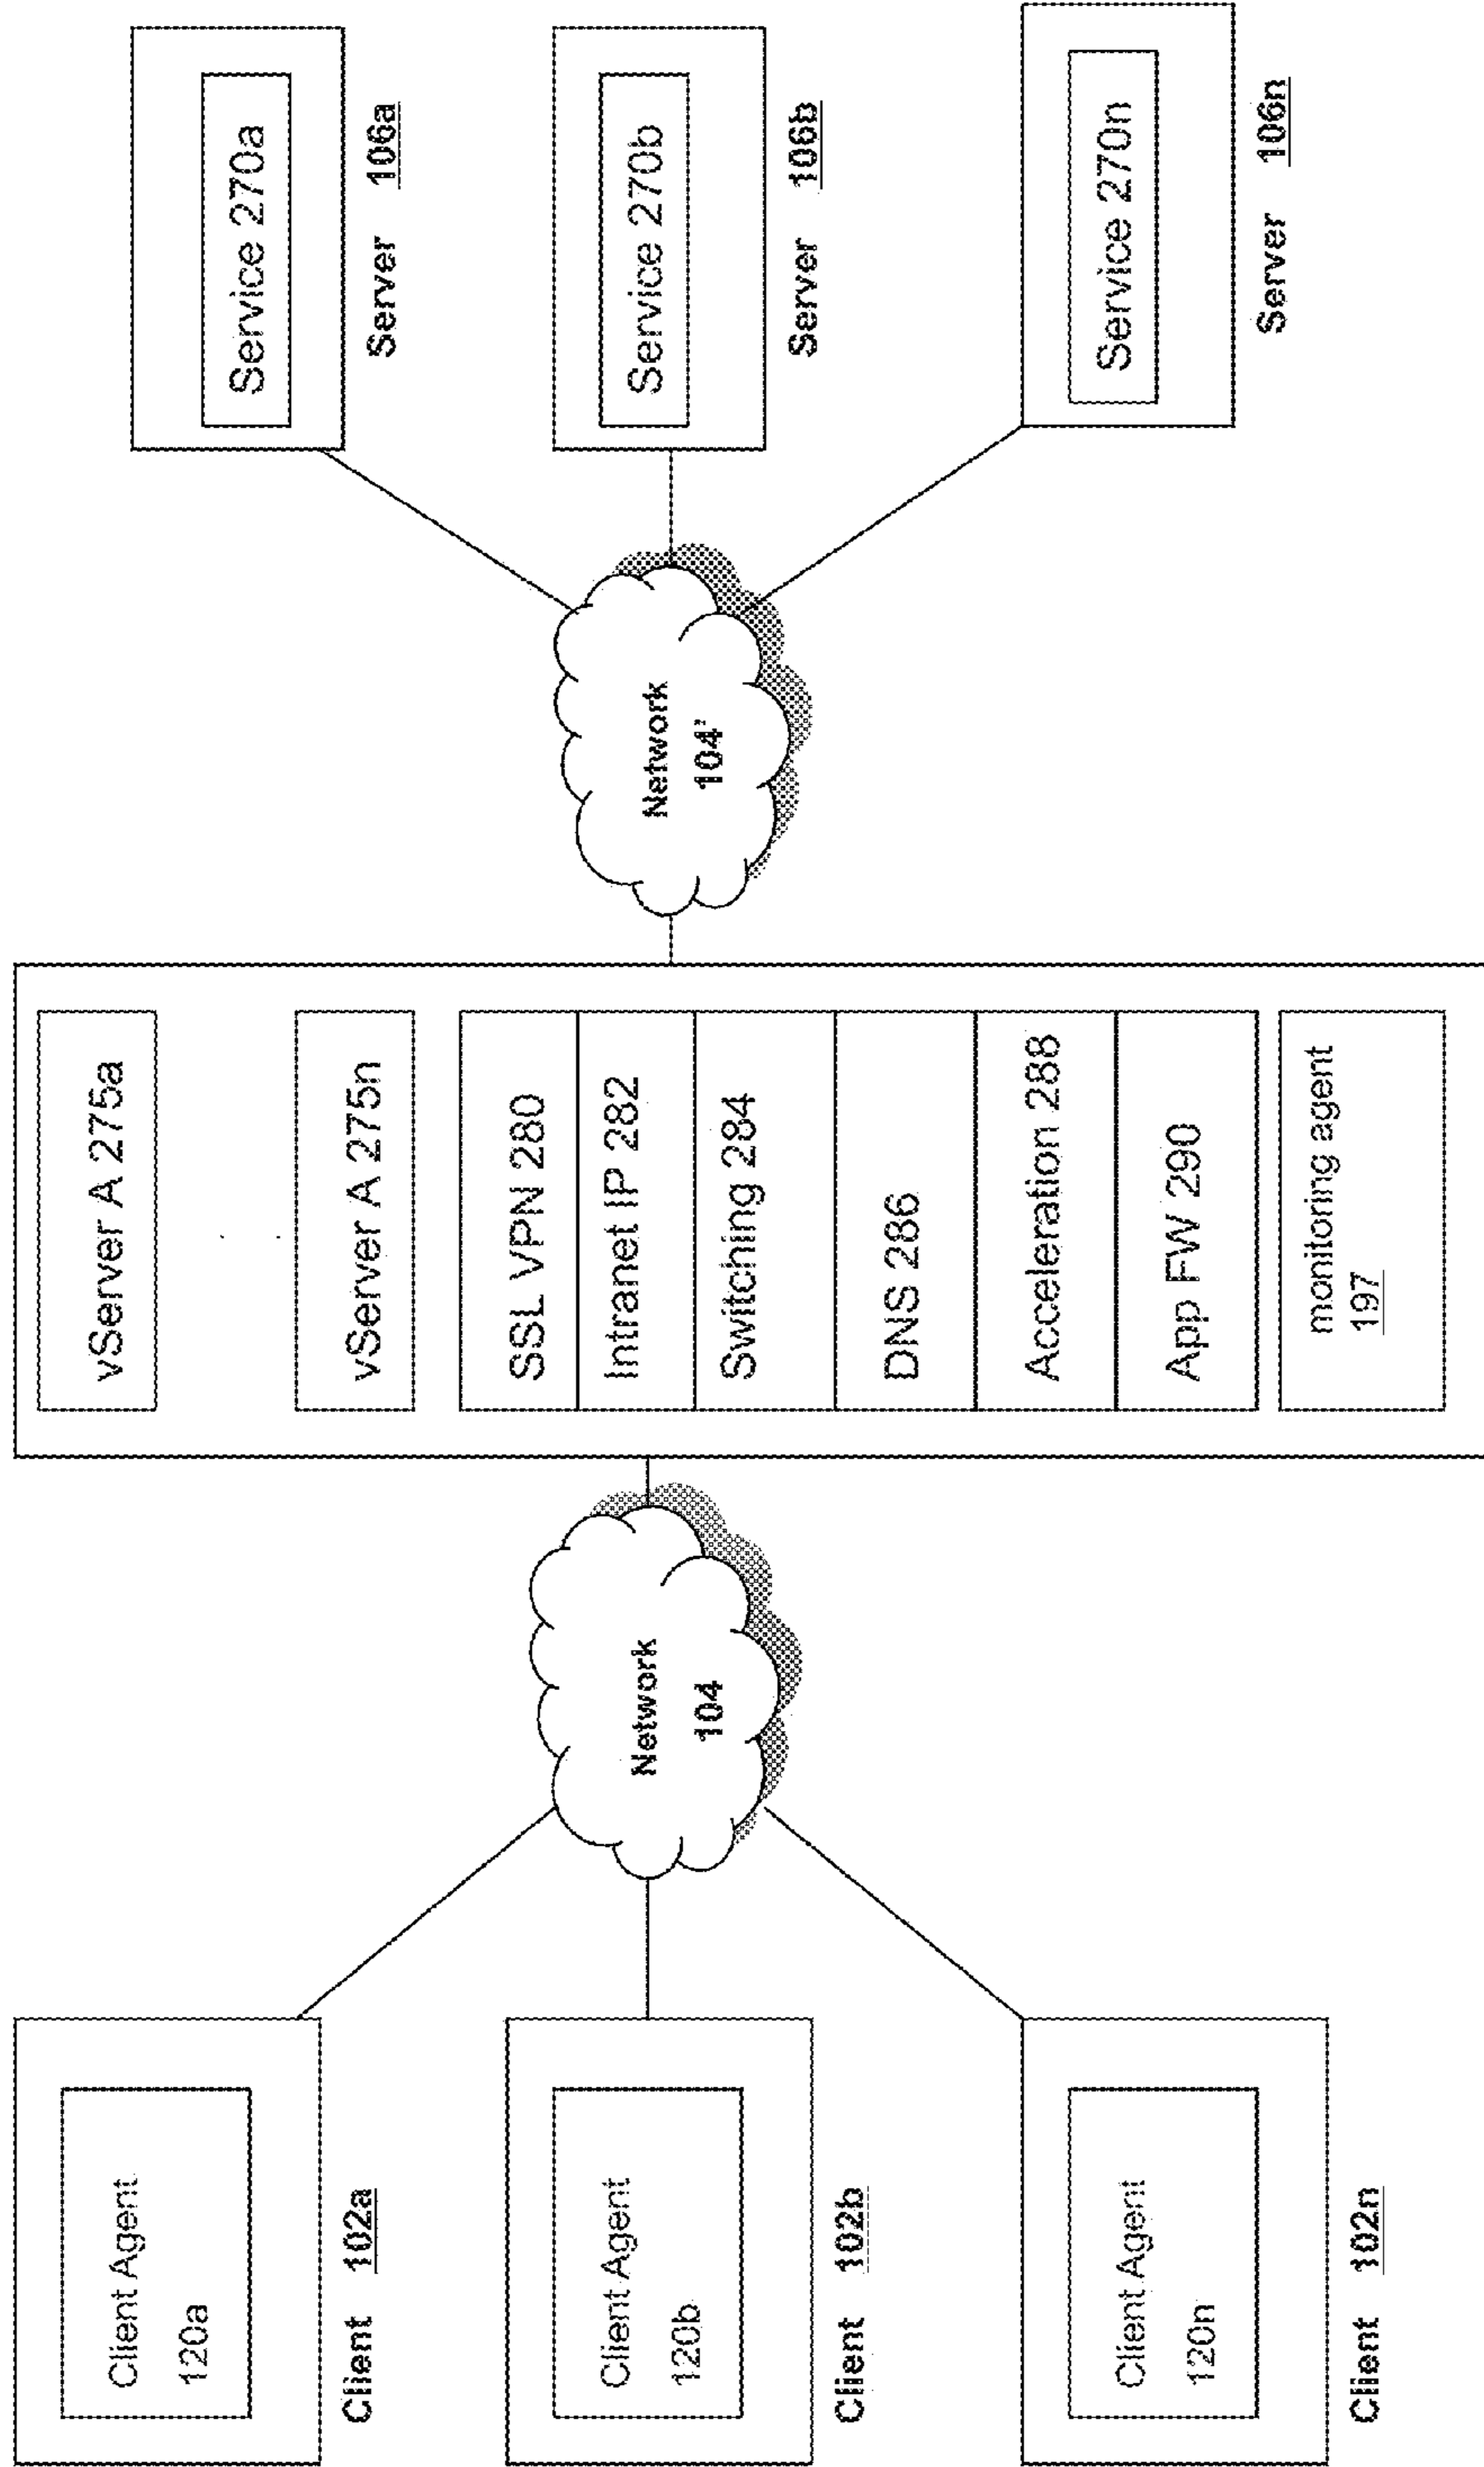 Client Agent
120a
Client 102a
Client Agent
120b
Client 102b
Client Agent
120n
Client 102n
Network
104
vServer A 275a
vServer A 275n
SSL VPN 280
Intranet IP 282
Switching 284
DNS 286
Acceleration 288
App FW 290
monitoring agent
197
Network
104'
Service 270a
Server 106a
Service 270b
Server 106b
Service 270n
Server 106n